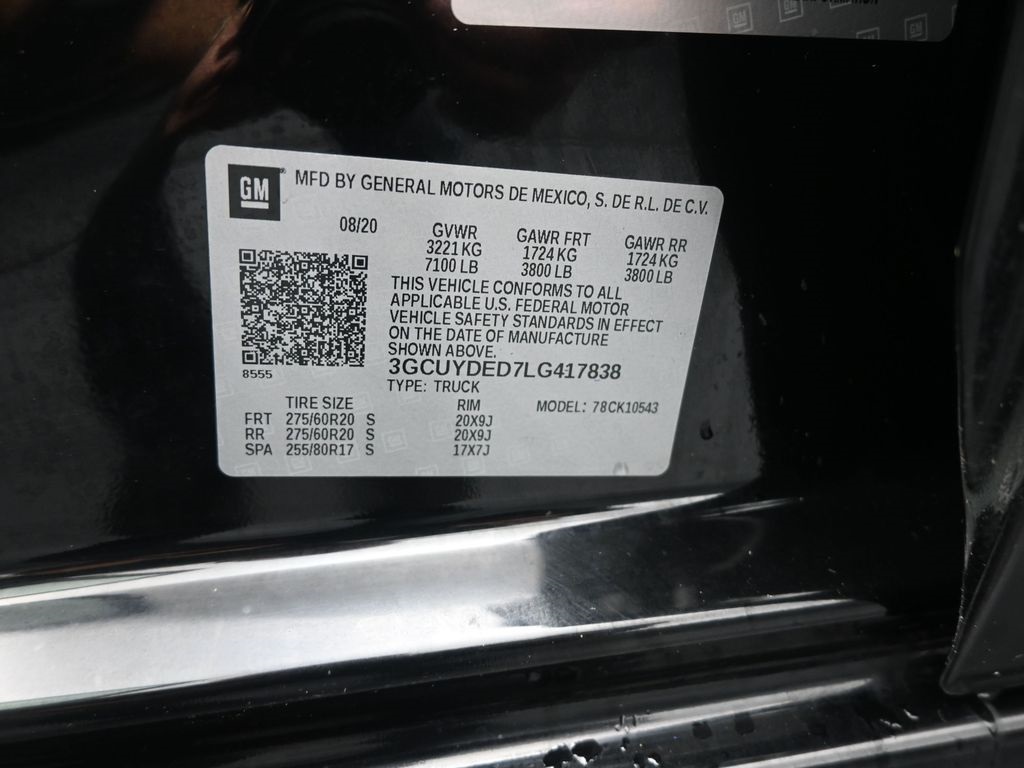 GM
GM MFD BY GENERAL MOTORS DE MEXICO, S. DE R.L. DE C.V.
08/20 GVWR GAWR FRT GAWR RR
3221 KG 1724 KG 1724 KG
7100 LB 3800 LB 3800 LB
THIS VEHICLE CONFORMS TO ALL
APPLICABLE U.S. FEDERAL MOTOR
VEHICLE SAFETY STANDARDS IN EFFECT
ON THE DATE OF MANUFACTURE
SHOWN ABOVE.
8555 3GCUYDED7LG417838
TYPE: TRUCK
TIRE SIZE RIM MODEL: 78CK10543
FRT 275/60R20 S 20X9J
RR 275/60R20 S 20X9J
SPA 255/80R17 S 17X7J